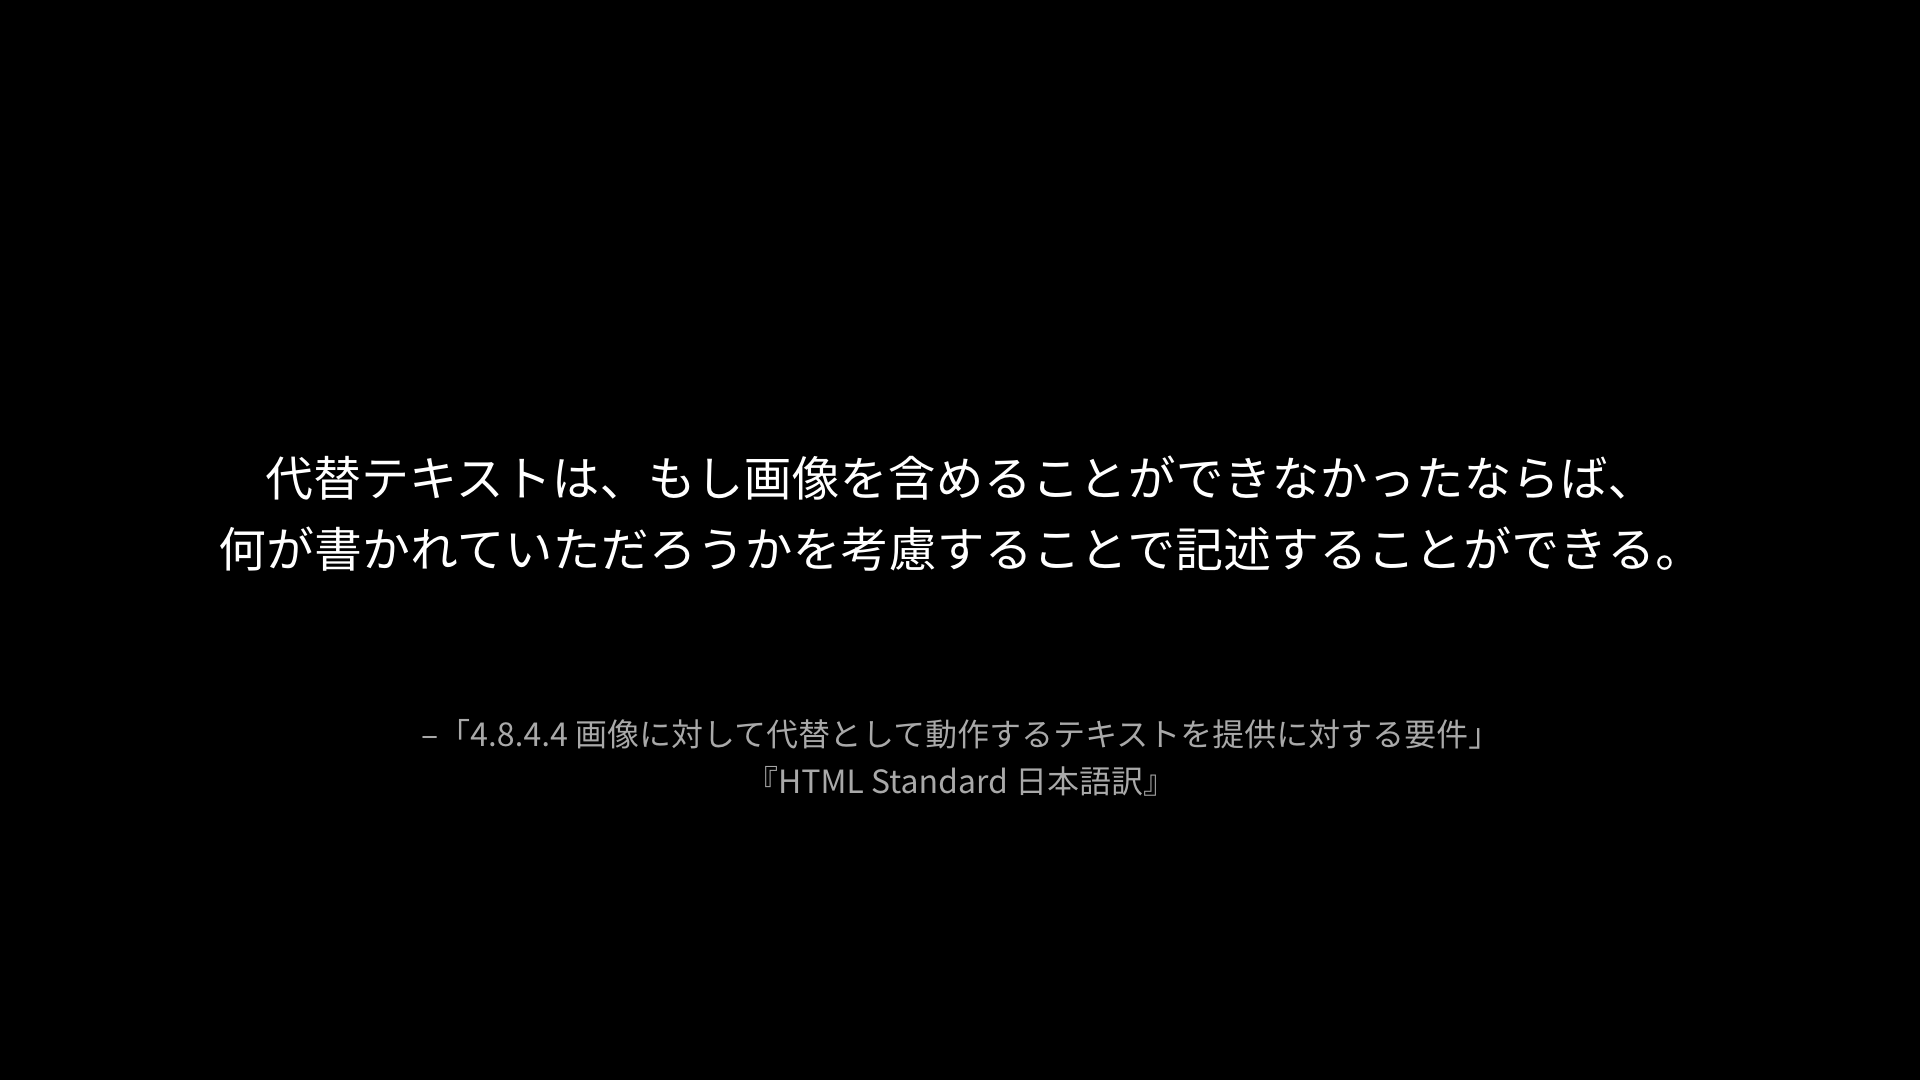 代替テキストは、もし画像を含めることができなかったならば、
何が書かれていただろうかを考慮することで記述することができる。
–「4.8.4.4 画像に対して代替として動作するテキストを提供に対する要件」
『HTML Standard 日本語訳』